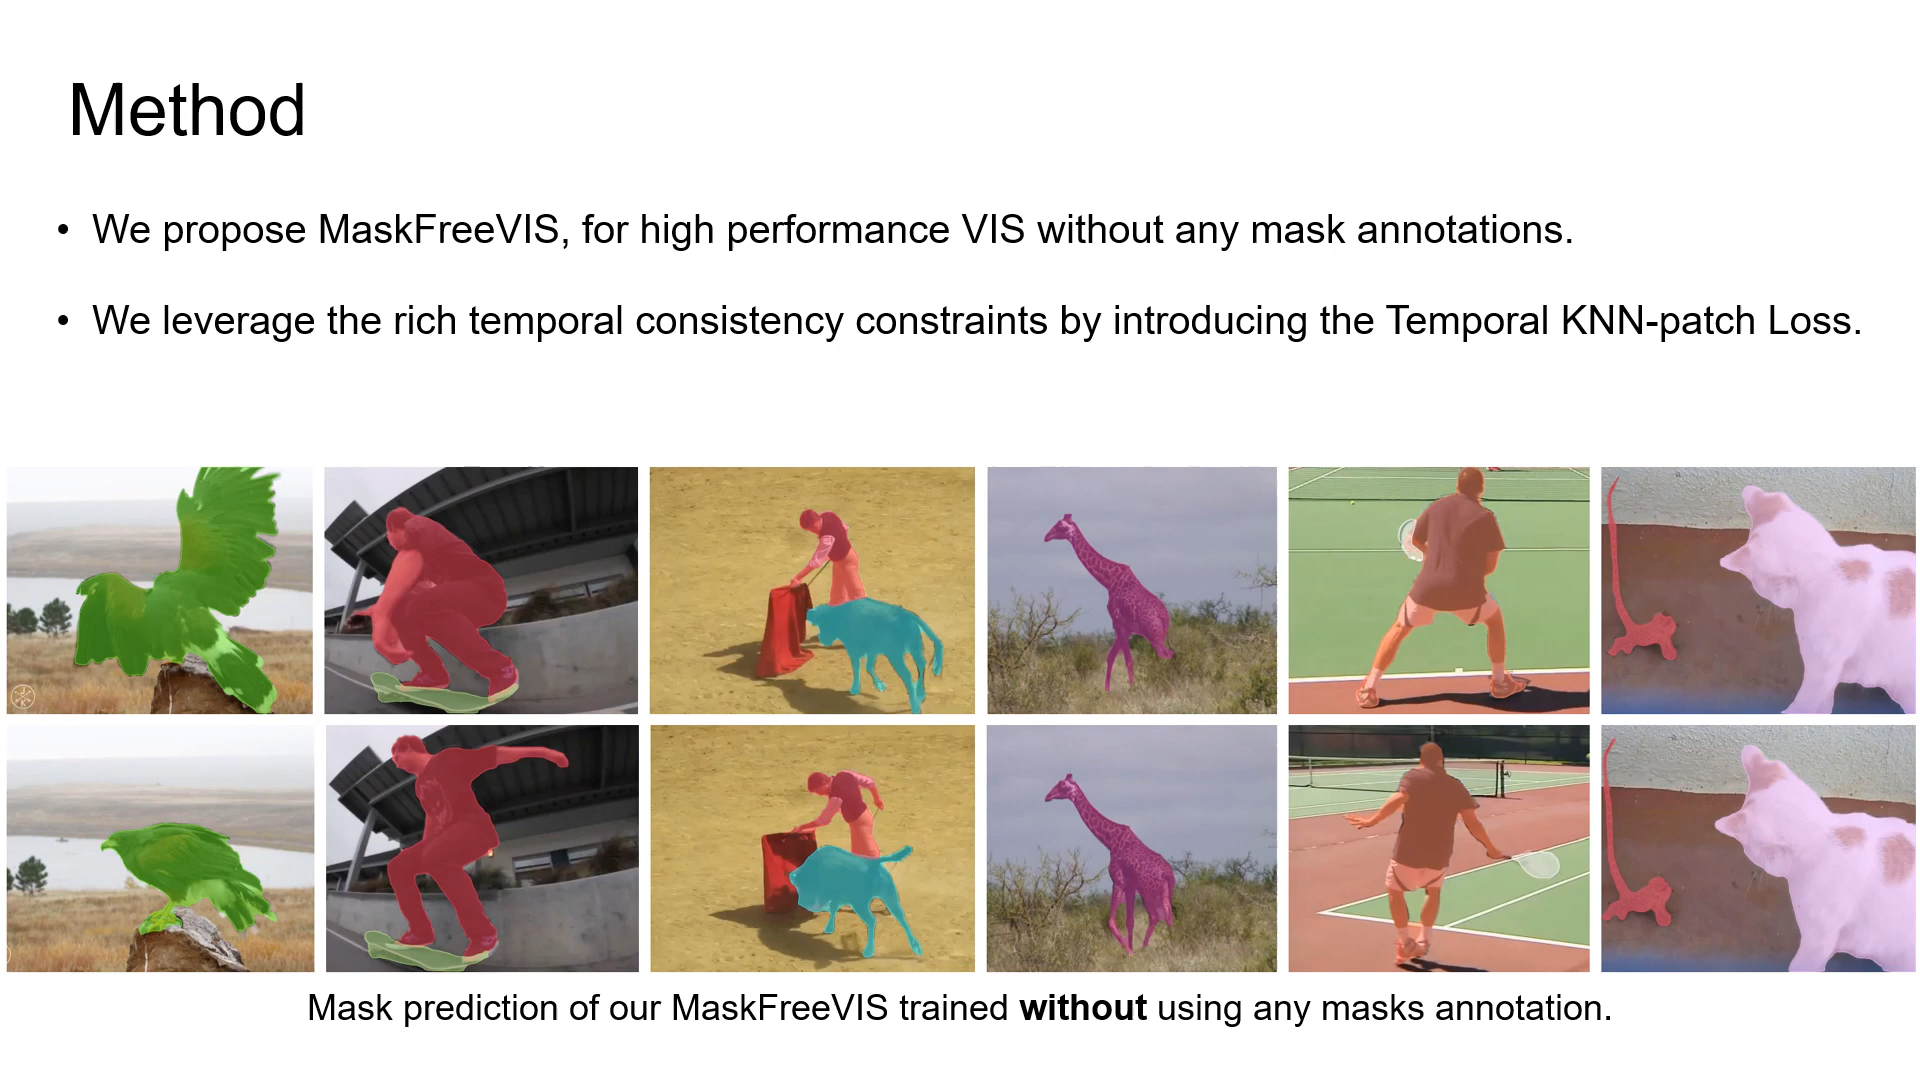 Method
• We propose MaskFreeVIS, for high performance VIS without any mask annotations.
• We leverage the rich temporal consistency constraints by introducing the Temporal KNN-patch Loss.
Mask prediction of our MaskFreeVIS trained without using any masks annotation.